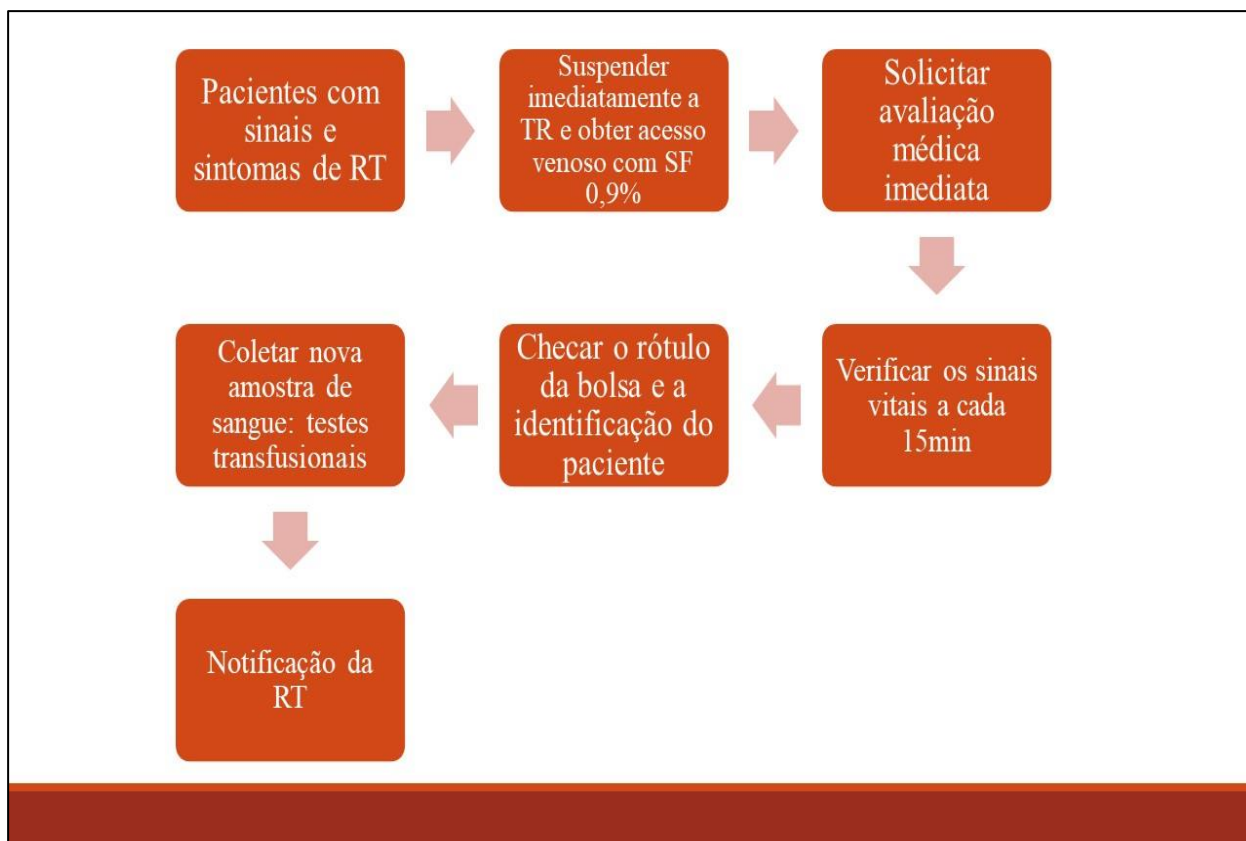 Pacientes com
sinais e
sintomas de RT
Suspender
imediatamente a
TR e obter acesso
venoso com SF
0,9%
Solicitar
avaliação
médica
imediata
Verificar os sinais
vitais a cada
15min
Checar o rótulo
da bolsa e a
identificação do
paciente
Coletar nova
amostra de
sangue: testes
transfusionais
Notificação da
RT